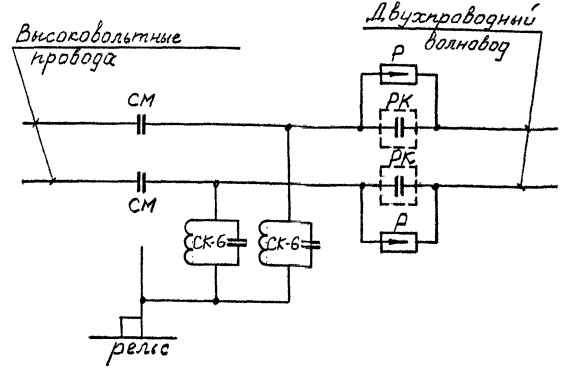 Высоковольтные
провода
Двухпроводный
волновод
Р
СМ
РК
РК
СМ
Р
СК-6
СК-6
рельс